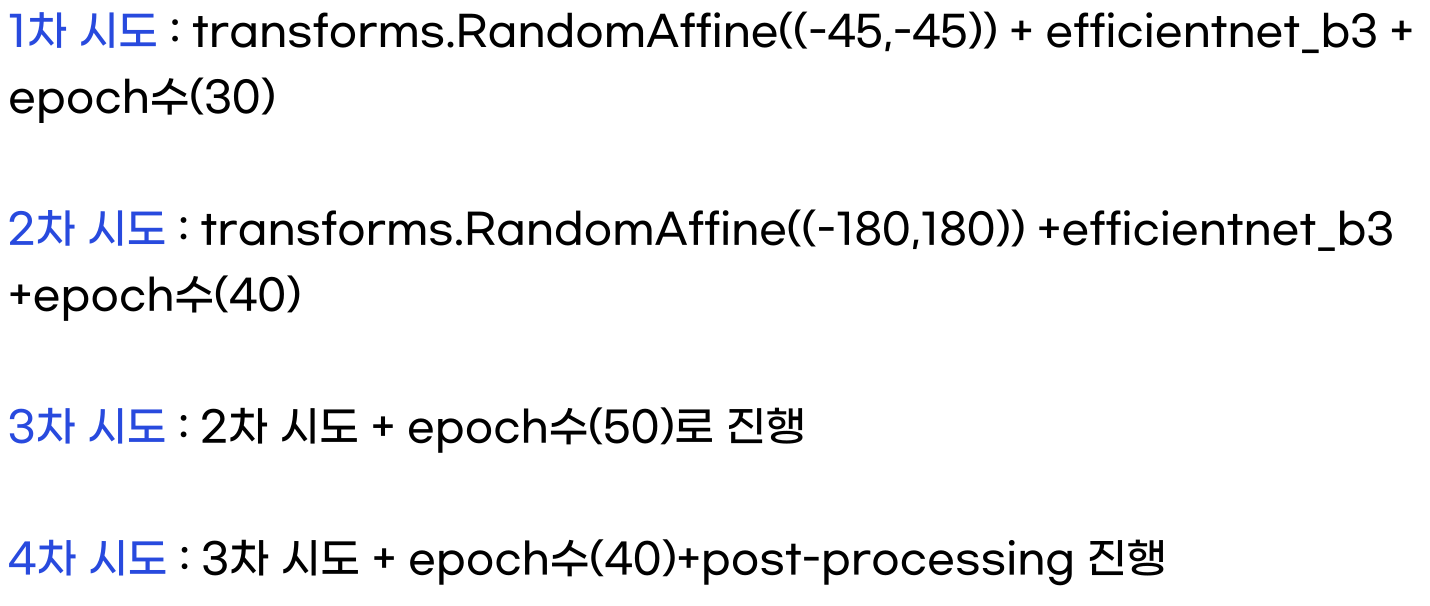 1차 시도 : transforms.RandomAffine((-45,-45)) + efficientnet_b3 +
epoch수(30)
2차 시도 : transforms.RandomAffine((-180,180)) +efficientnet_b3
+epoch수(40)
3차 시도 : 2차 시도 + epoch수(50)로 진행
4차 시도 : 3차 시도 + epoch수(40)+post-processing 진행